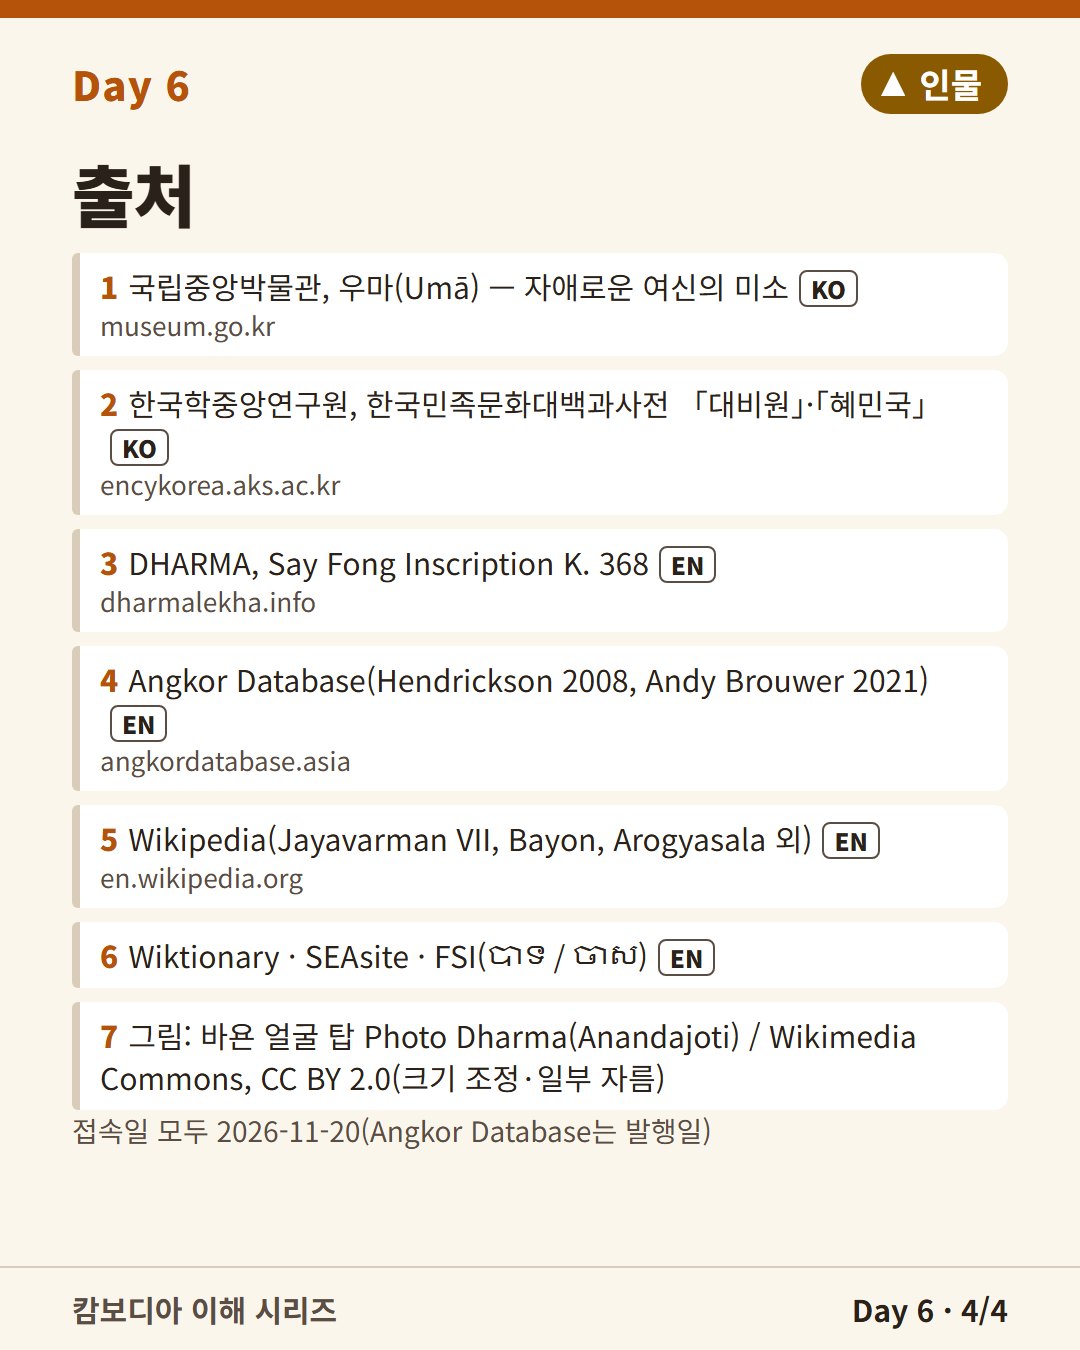 Day 6
▲ 인물
출처
1 국립중앙박물관, 우마(Umā) — 자애로운 여신의 미소 KO
museum.go.kr
2 한국학중앙연구원, 한국민족문화대백과사전 「대비원」·「혜민국」
KO
encykorea.aks.ac.kr
3 DHARMA, Say Fong Inscription K. 368 EN
dharmalekha.info
4 Angkor Database(Hendrickson 2008, Andy Brouwer 2021)
EN
angkordatabase.asia
5 Wikipedia(Jayavarman VII, Bayon, Arogyasala 외) EN
en.wikipedia.org
6 Wiktionary · SEAsite · FSI(បាទ / ចាស) EN
7 그림: 바욘 얼굴 탑 Photo Dharma(Anandajoti) / Wikimedia
Commons, CC BY 2.0(크기 조정·일부 자름)
접속일 모두 2026-11-20(Angkor Database는 발행일)
캄보디아 이해 시리즈
Day 6 · 4/4